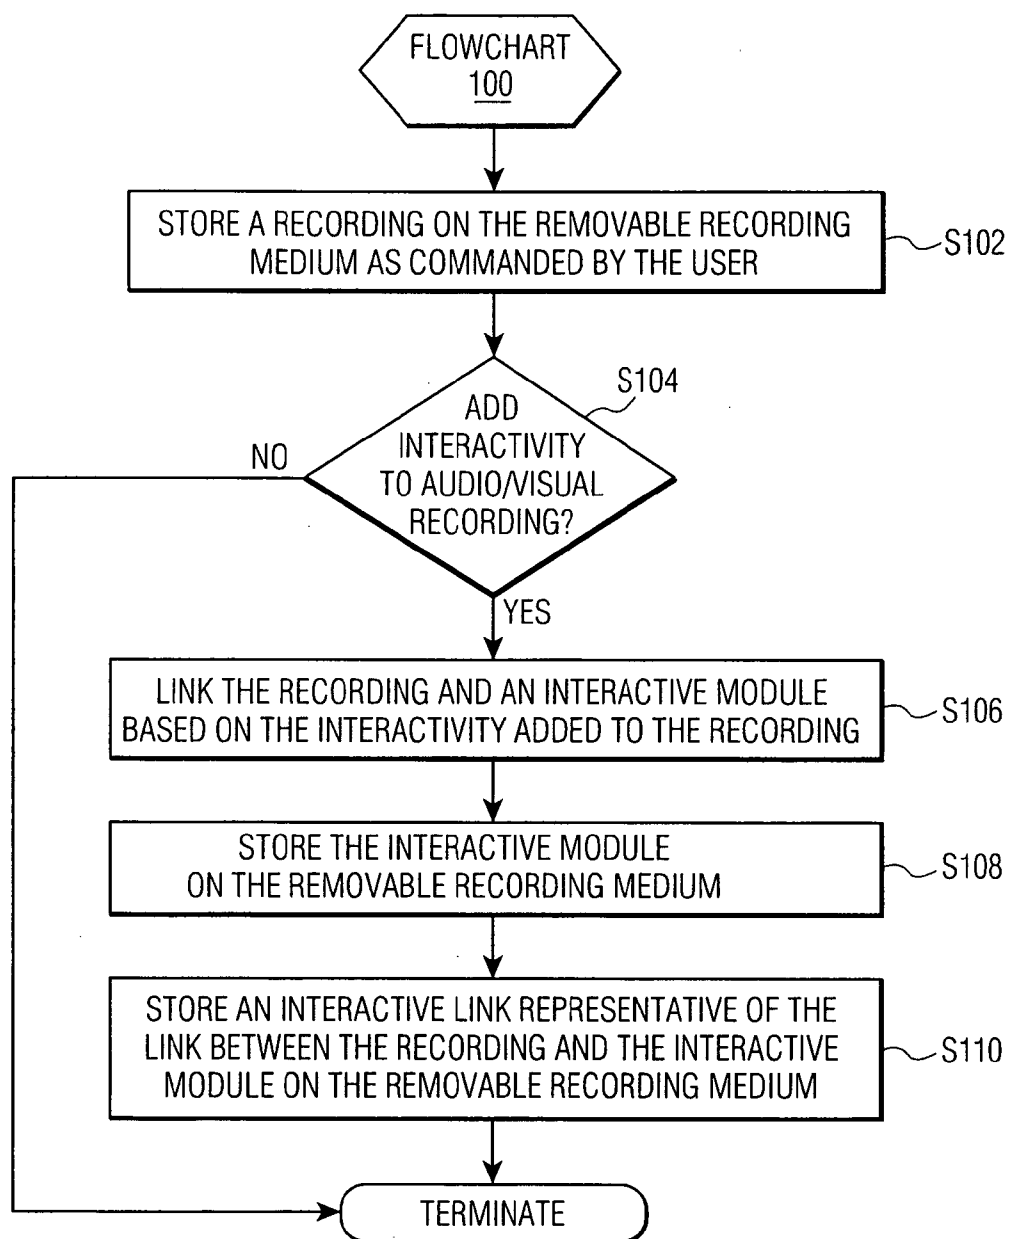 FLOWCHART
100
STORE A RECORDING ON THE REMOVABLE RECORDING
MEDIUM AS COMMANDED BY THE USER
S102
S104
ADD
INTERACTIVITY
TO AUDIO/VISUAL
RECORDING?
NO
YES
LINK THE RECORDING AND AN INTERACTIVE MODULE
BASED ON THE INTERACTIVITY ADDED TO THE RECORDING
S106
STORE THE INTERACTIVE MODULE
ON THE REMOVABLE RECORDING MEDIUM
S108
STORE AN INTERACTIVE LINK REPRESENTATIVE OF THE
LINK BETWEEN THE RECORDING AND THE INTERACTIVE
MODULE ON THE REMOVABLE RECORDING MEDIUM
S110
TERMINATE